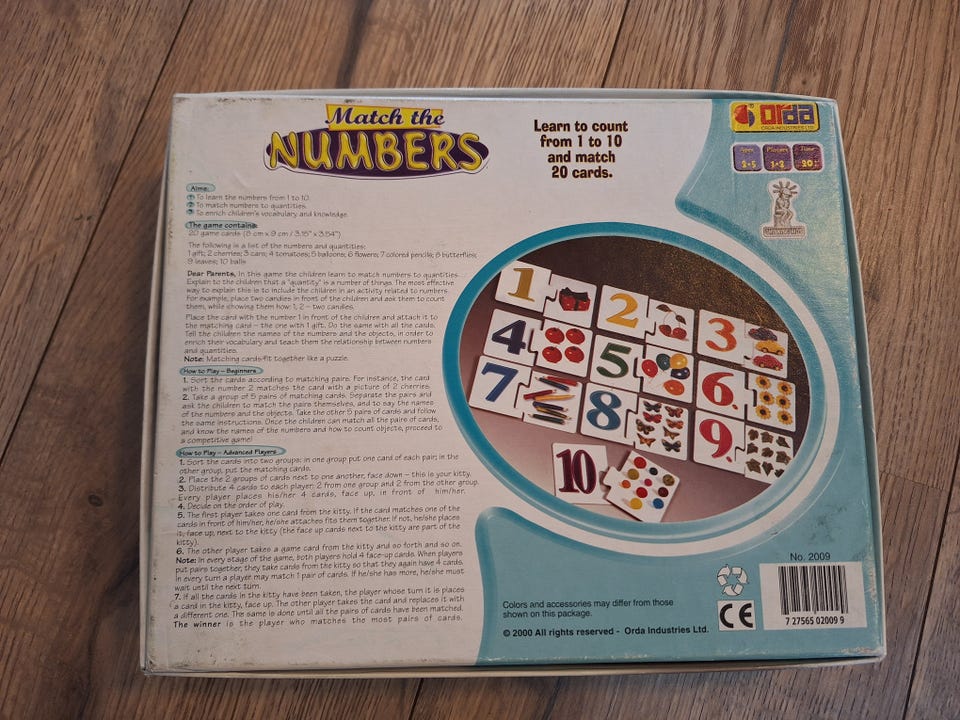 Match the
NUMBERS
Learn to count
from 1 to 10
and match
20 cards.
orda
ORDA INDUSTRIES LTD.
Ages Players Time
2-5 1-2 20'
Aims:
1 To learn the numbers from 1 to 10.
2 To match numbers to quantities.
3 To enrich children's vocabulary and knowledge.
The game contains:
20 game cards (8 cm x 9 cm / 3.15" x 3.54")
The following is a list of the numbers and quantities:
1 gift; 2 cherries; 3 cars; 4 tomatoes; 5 balloons; 6 flowers; 7 colored pencils; 8 butterflies;
9 leaves; 10 balls
Dear Parents, In this game the children learn to match numbers to quantities.
Explain to the children that a "quantity" is a number of things. The most effective
way to explain this is to include the children in an activity related to numbers.
For example, place two candies in front of the children and ask them to count
them, while showing them how: 1, 2 – two candies.
Place the card with the number 1 in front of the children and attach it to
the matching card – the one with 1 gift. Do the same with all the cards.
Tell the children the names of the numbers and the objects, in order to
enrich their vocabulary and teach them the relationship between numbers
and quantities.
Note: Matching cards fit together like a puzzle.
How to Play – Beginners
1. Sort the cards according to matching pairs. For instance, the card
with the number 2 matches the card with a picture of 2 cherries.
2. Take a group of 5 pairs of matching cards. Separate the pairs and
ask the children to match the pairs themselves, and to say the names
of the numbers and the objects. Take the other 5 pairs of cards and follow
the same instructions. Once the children can match all the pairs of cards,
and know the names of the numbers and how to count objects, proceed to
a competitive game!
How to Play – Advanced Players
1. Sort the cards into two groups: in one group put one card of each pair; in the
other group, put the matching cards.
2. Place the 2 groups of cards next to one another, face down – this is your kitty.
3. Distribute 4 cards to each player: 2 from one group and 2 from the other group.
Every player places his/her 4 cards, face up, in front of him/her.
4. Decide on the order of play.
5. The first player takes one card from the kitty. If the card matches one of the
cards in front of him/her, he/she attaches fits them together. If not, he/she places
it, face up, next to the kitty (the face up cards next to the kitty are part of the
kitty).
6. The other player takes a game card from the kitty and so forth and so on.
Note: In every stage of the game, both players hold 4 face-up cards. When players
put pairs together, they take cards from the kitty so that they again have 4 cards.
In every turn a player may match 1 pair of cards. If he/she has more, he/she must
wait until the next turn.
7. If all the cards in the kitty have been taken, the player whose turn it is places
a card in the kitty, face up. The other player takes the card and replaces it with
a different one. The same is done until all the pairs of cards have been matched.
The winner is the player who matches the most pairs of cards.
1 2 3
4 5 6
7 8 9
10
No. 2009
CE
7 27565 02009 9
Colors and accessories may differ from those
shown on this package.
© 2000 All rights reserved - Orda Industries Ltd.